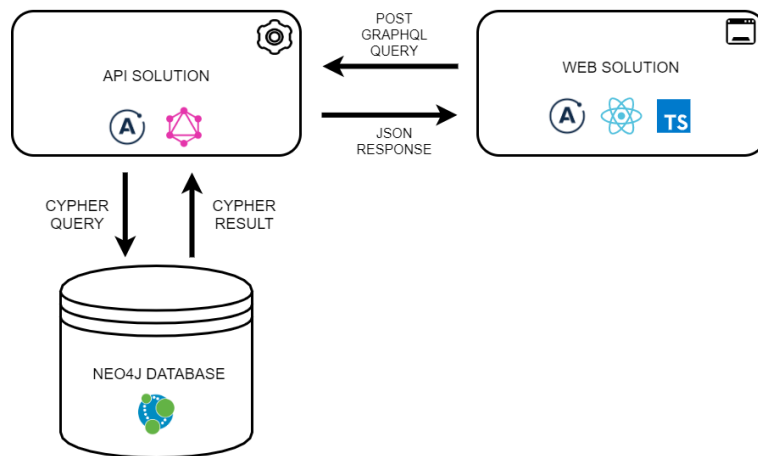 POST
GRAPHQL
QUERY
API SOLUTION
WEB SOLUTION
A
A
TS
JSON
RESPONSE
CYPHER
QUERY
CYPHER
RESULT
NEO4J DATABASE